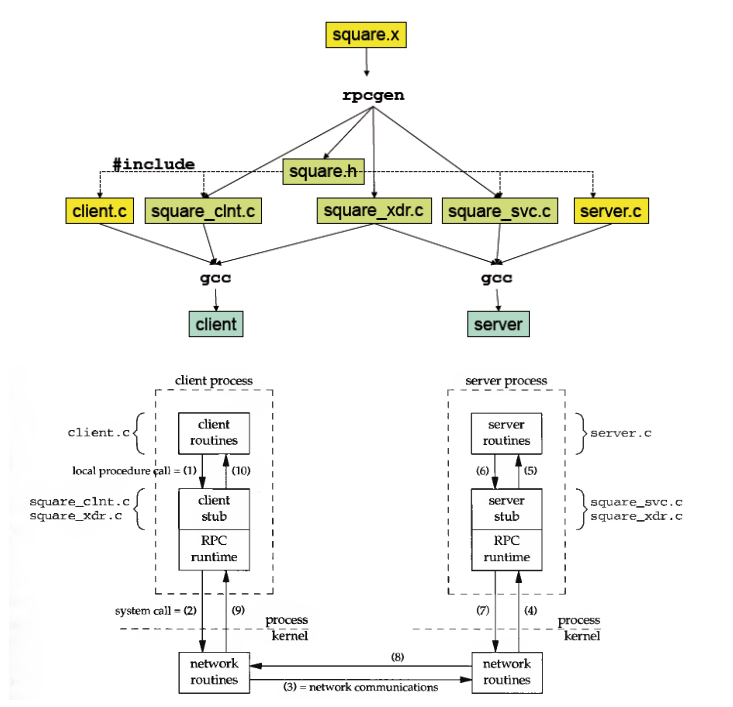 square.x
rpcgen
#include
square.h
client.c
square_clnt.c
square_xdr.c
square_svc.c
server.c
gcc
gcc
client
server
client process
server process
client.c
client
routines
server
routines
server.c
local procedure call = (1)
(10)
(6)
(5)
square_clnt.c
square_xdr.c
client
stub
server
stub
square_svc.c
square_xdr.c
RPC
runtime
RPC
runtime
system call = (2)
(9)
(7)
(4)
process
kernel
process
kernel
network
routines
(8)
(3) = network communications
network
routines